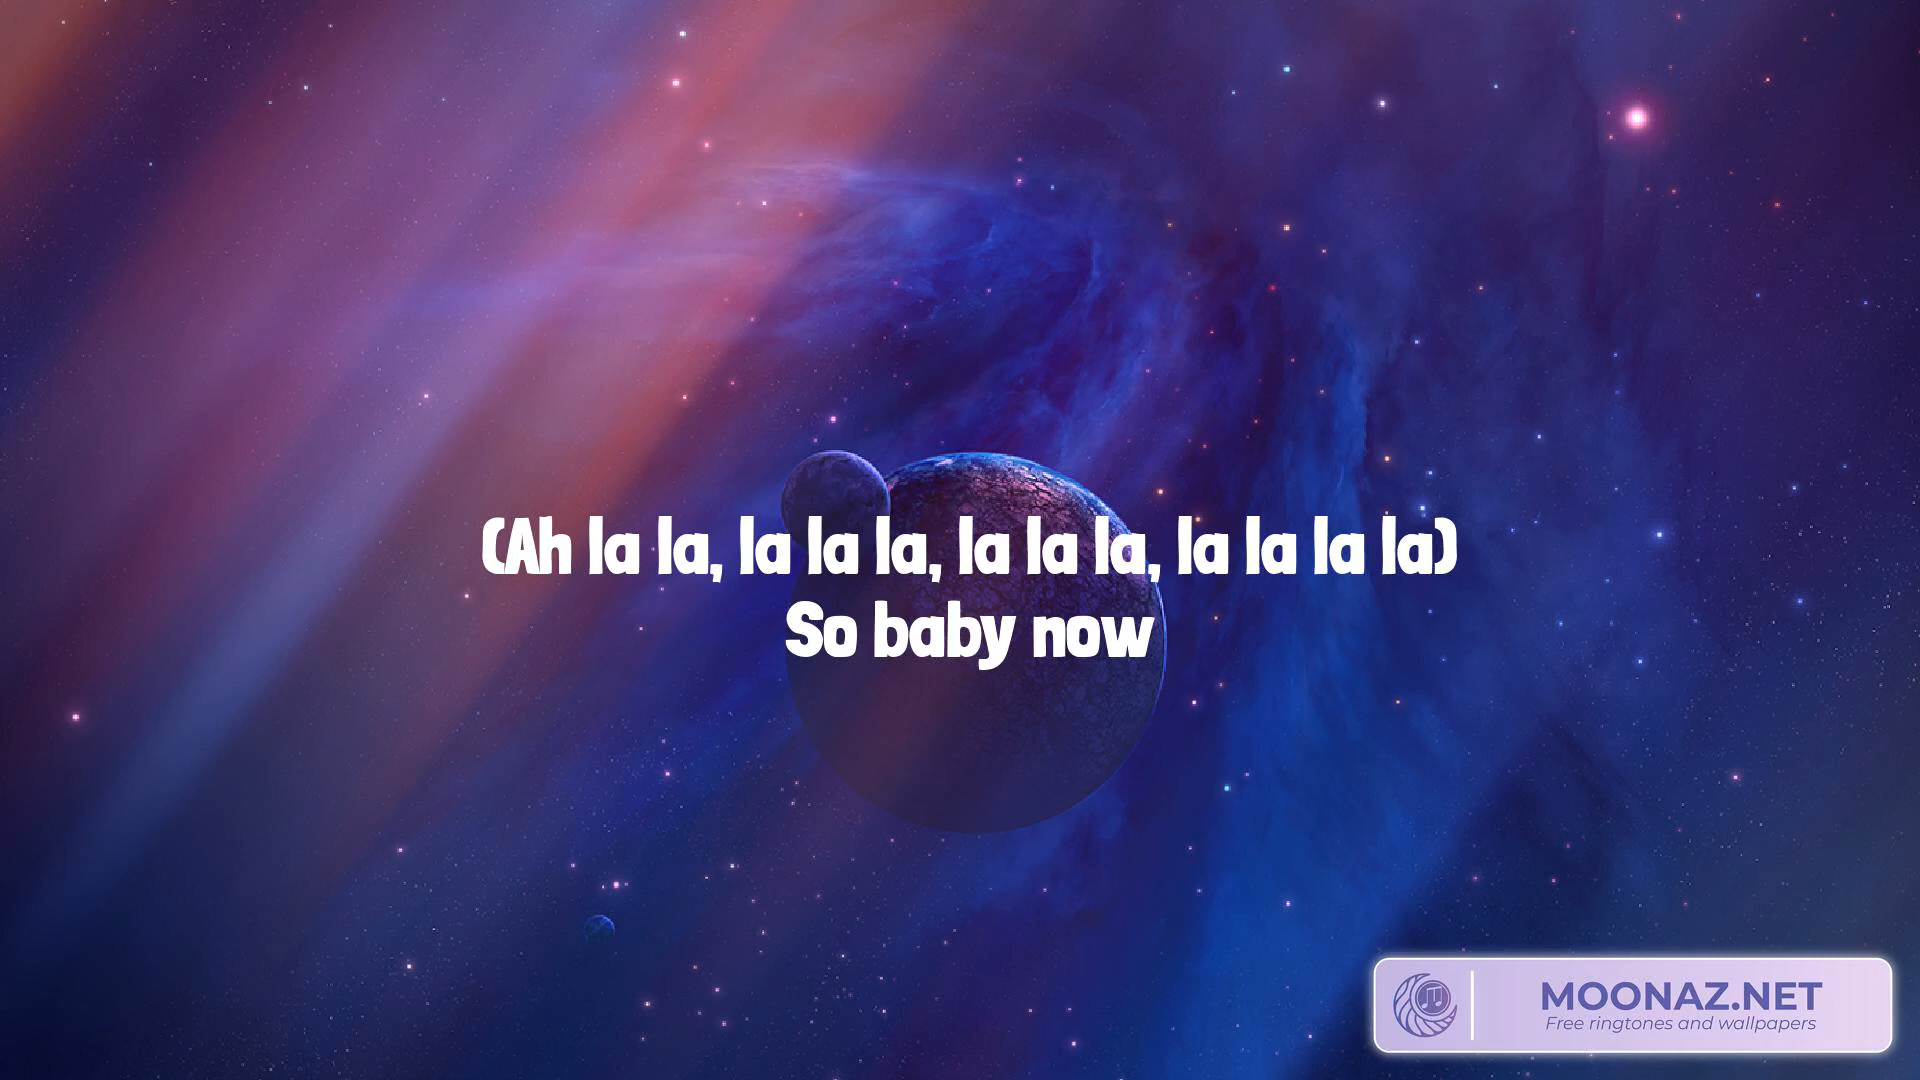 (Ah la la, la la la, la la la, la la la la)
So baby now
MOONAZ.NET
Free ringtones and wallpapers